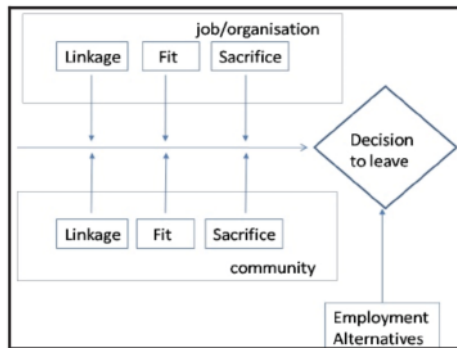 job/organisation
Linkage Fit Sacrifice
Decision
to leave
Linkage Fit Sacrifice
community
Employment
Alternatives